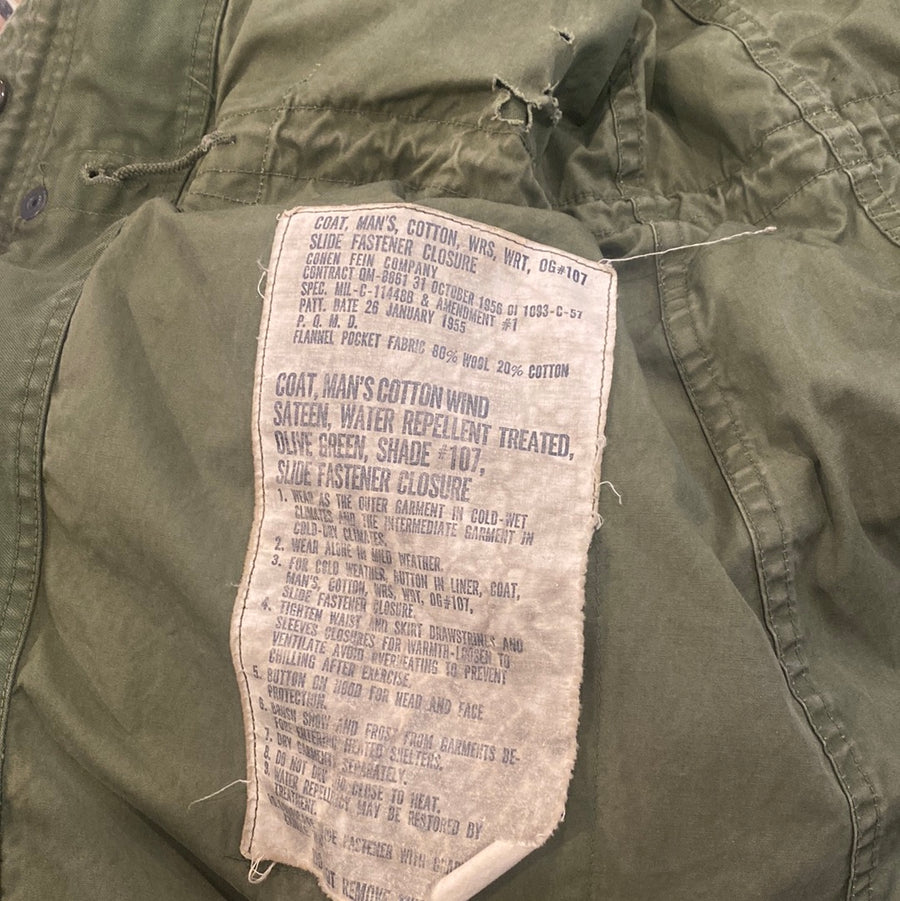 COAT, MAN'S, COTTON, WRS, WRT, OG#107
SLIDE FASTENER CLOSURE
COHEN FEIN COMPANY
CONTRACT QM-8861 31 OCTOBER 1956 OI 1093-C-57
SPEC. MIL-C-11448B & AMENDMENT #1
PATT. DATE 26 JANUARY 1955
P. Q. M. D.
FLANNEL POCKET FABRIC 80% WOOL 20% COTTON
COAT, MAN'S COTTON WIND
SATEEN, WATER REPELLENT TREATED,
OLIVE GREEN, SHADE #107,
SLIDE FASTENER CLOSURE
1. WEAR AS THE OUTER GARMENT IN COLD-WET
CLIMATES AND THE INTERMEDIATE GARMENT IN
COLD-DRY CLIMATES.
2. WEAR ALONE IN MILD WEATHER.
3. FOR COLD WEATHER, BUTTON IN LINER, COAT,
MAN'S, COTTON, WRS, WRT, OG#107,
SLIDE FASTENER CLOSURE.
4. TIGHTEN WAIST AND SKIRT DRAWSTRINGS AND
SLEEVES CLOSURES FOR WARMTH-LOOSEN TO
VENTILATE AVOID OVERHEATING TO PREVENT
CHILLING AFTER EXERCISE.
5. BUTTON ON HOOD FOR HEAD AND FACE
PROTECTION.
6. BRUSH SNOW AND FROST FROM GARMENTS BE-
FORE ENTERING HEATED SHELTERS.
7. DRY GARMENT SEPARATELY.
8. DO NOT DRY CLOSE TO HEAT.
9. WATER REPELLENCY MAY BE RESTORED BY
TREATMENT.
FASTENER WITH
REMOVE